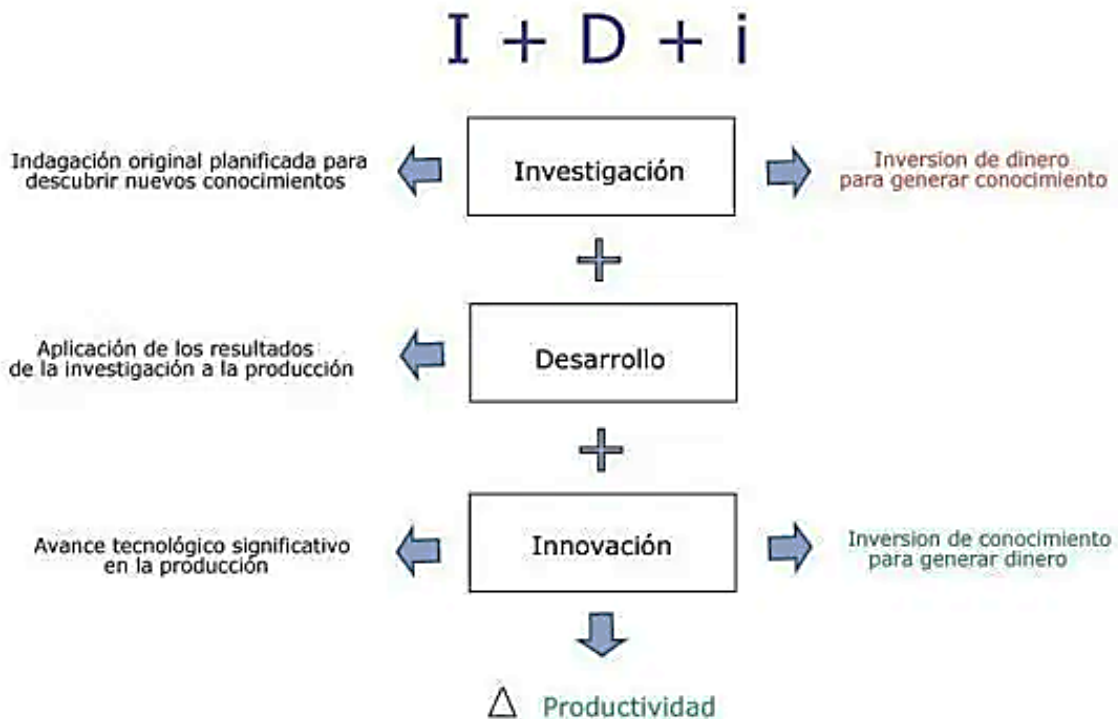 I + D + i
Indagación original planificada para
descubrir nuevos conocimientos
Investigación
Inversion de dinero
para generar conocimiento
+
Aplicación de los resultados
de la investigación a la producción
Desarrollo
+
Avance tecnológico significativo
en la producción
Innovación
Inversion de conocimiento
para generar dinero
Δ Productividad